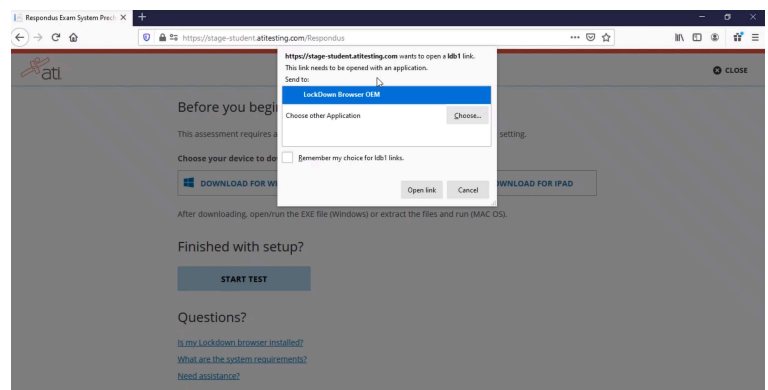 Respondus Exam System Prech
https://stage-student.atitesting.com/Respondus
ati
CLOSE
https://stage-student.atitesting.com wants to open a ldb1 link.
This link needs to be opened with an application.
Send to:
LockDown Browser OEM
Choose other Application
Choose...
Remember my choice for ldb1 links.
Open link
Cancel
Before you begi
This assessment requires a
setting.
Choose your device to do
DOWNLOAD FOR WI
WNLOAD FOR IPAD
After downloading, open/run the EXE file (Windows) or extract the files and run (MAC OS).
Finished with setup?
START TEST
Questions?
Is my Lockdown browser installed?
What are the system requirements?
Need assistance?